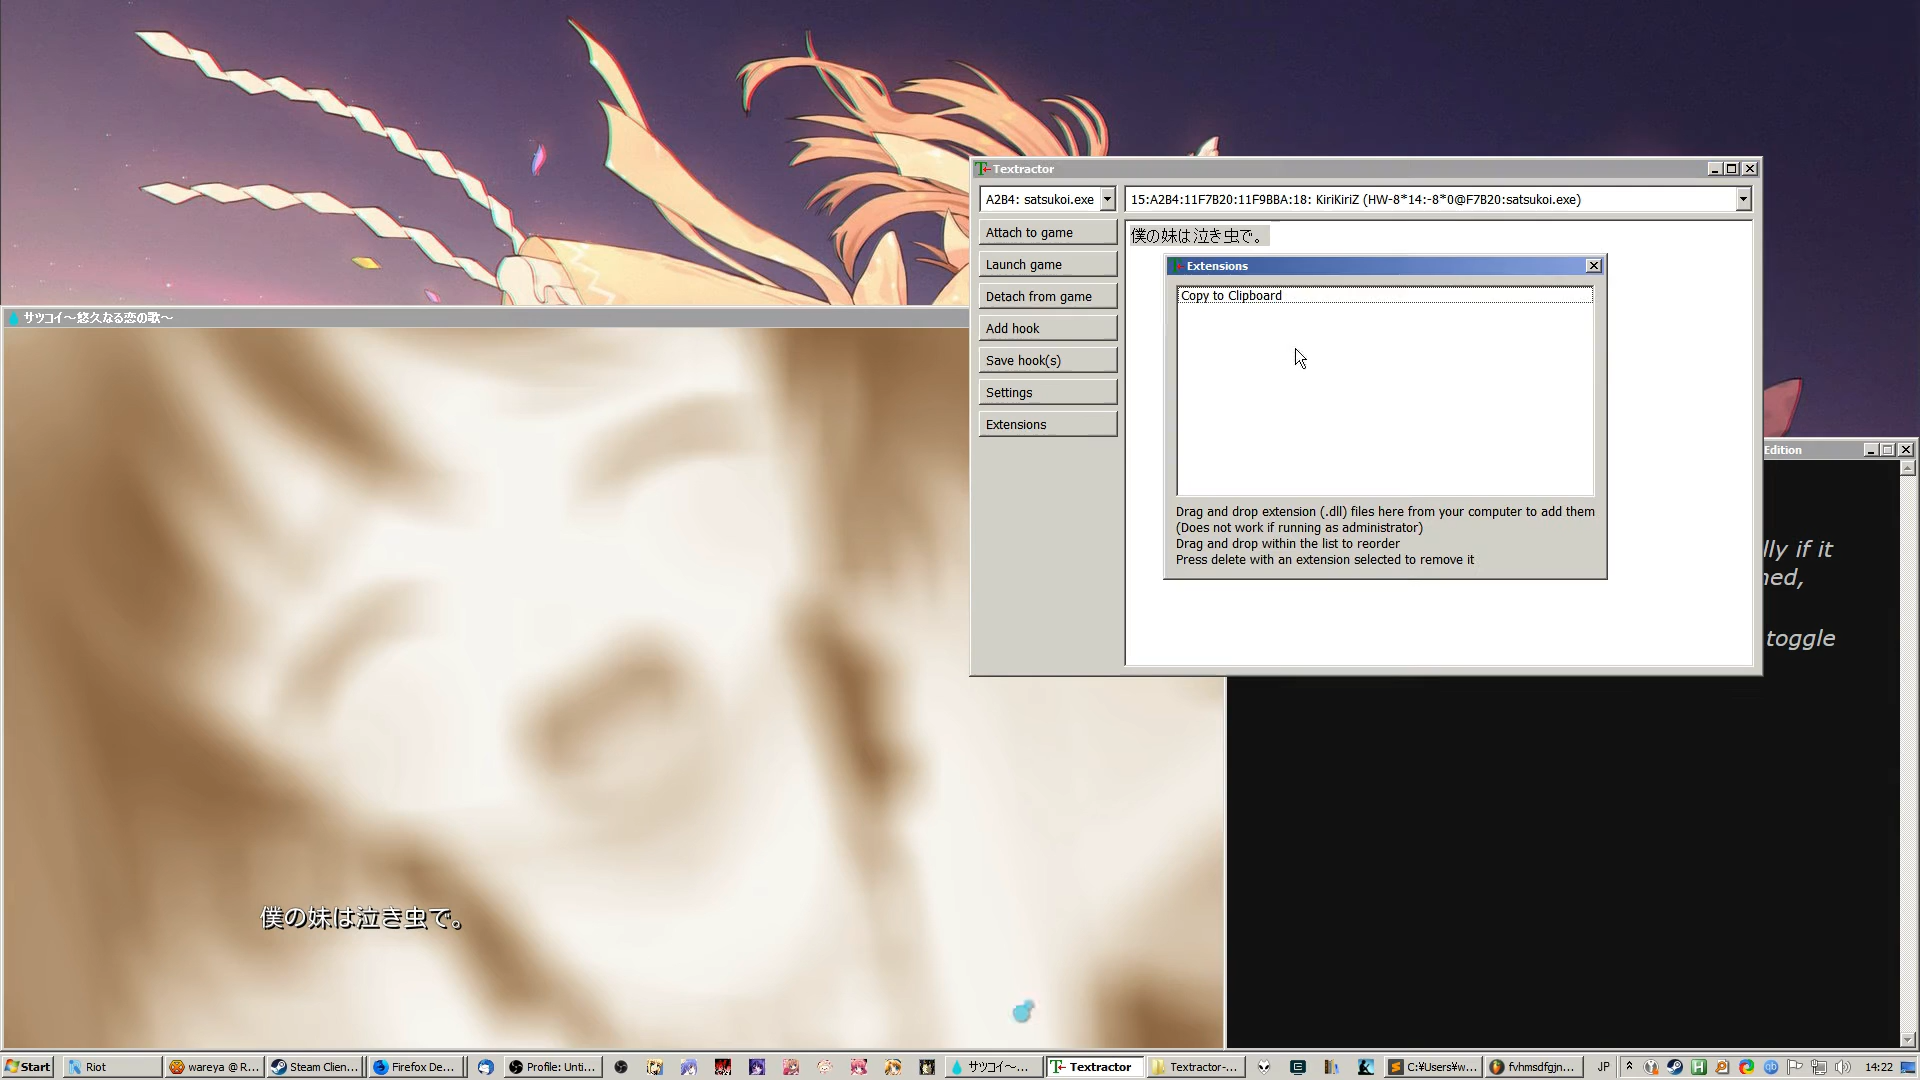 Textractor
A2B4: satsukoi.exe
15:A2B4:11F7B20:11F9BBA:18: KiriKiriZ (HW-8*14:-8*0@F7B20:satsukoi.exe)
Attach to game
Launch game
Detach from game
Add hook
Save hook(s)
Settings
Extensions
僕の妹は泣き虫で。
Extensions
Copy to Clipboard
Drag and drop extension (.dll) files here from your computer to add them
(Does not work if running as administrator)
Drag and drop within the list to reorder
Press delete with an extension selected to remove it
サツコイ～悠久なる恋の歌～
僕の妹は泣き虫で。
Edition
lly if it
ned,
toggle
Start
Riot
wareya @ R...
Steam Clien...
Firefox De...
Profile: Unti...
サツコイ～...
Textractor
Textractor-...
C:¥Users¥w...
fvhmsdfgjn...
JP
14:22